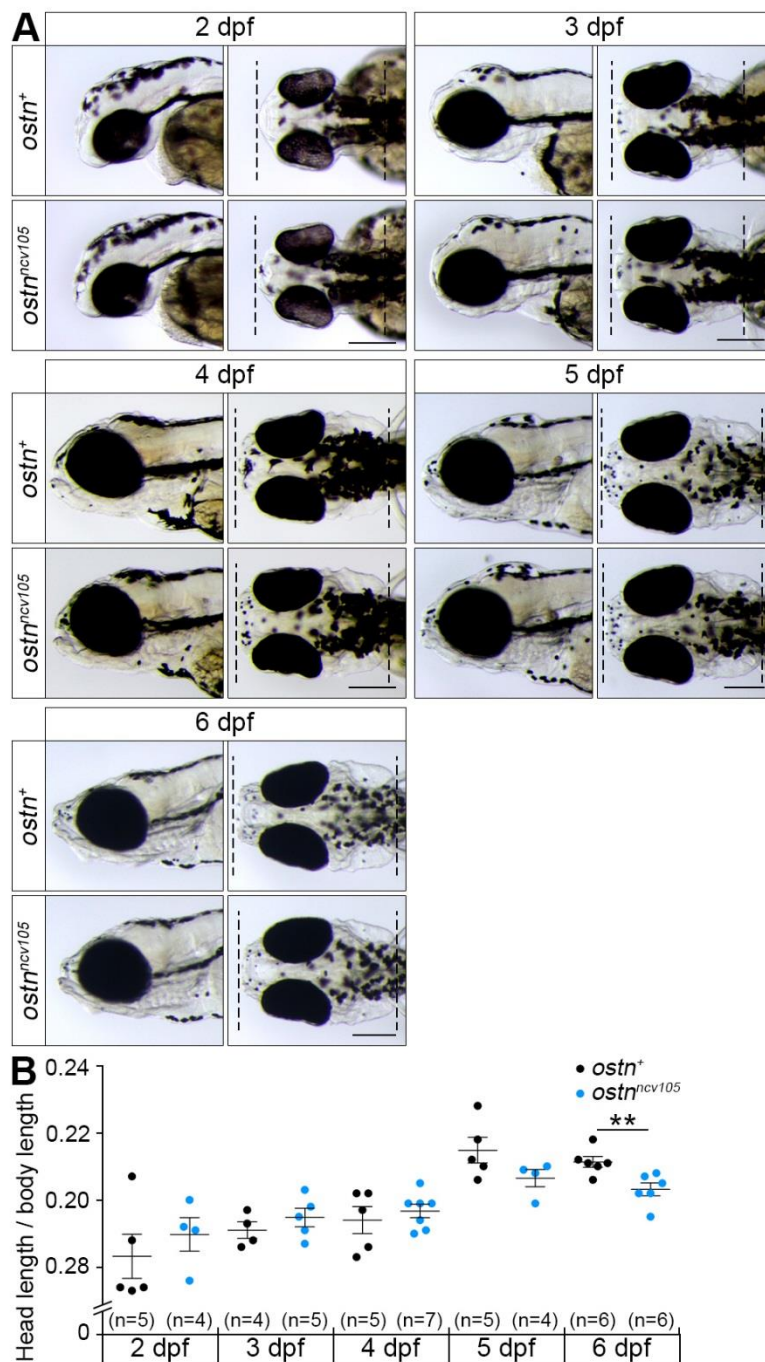 A
2 dpf
3 dpf
ostn+
ostnncv105
4 dpf
5 dpf
ostn+
ostnncv105
6 dpf
ostn+
ostnncv105
B
Head length / body length
0.24
0.22
0.20
0.28
0
ostn+
ostnncv105
**
(n=5) (n=4) (n=4) (n=5) (n=5) (n=7) (n=5) (n=4) (n=6) (n=6)
2 dpf 3 dpf 4 dpf 5 dpf 6 dpf